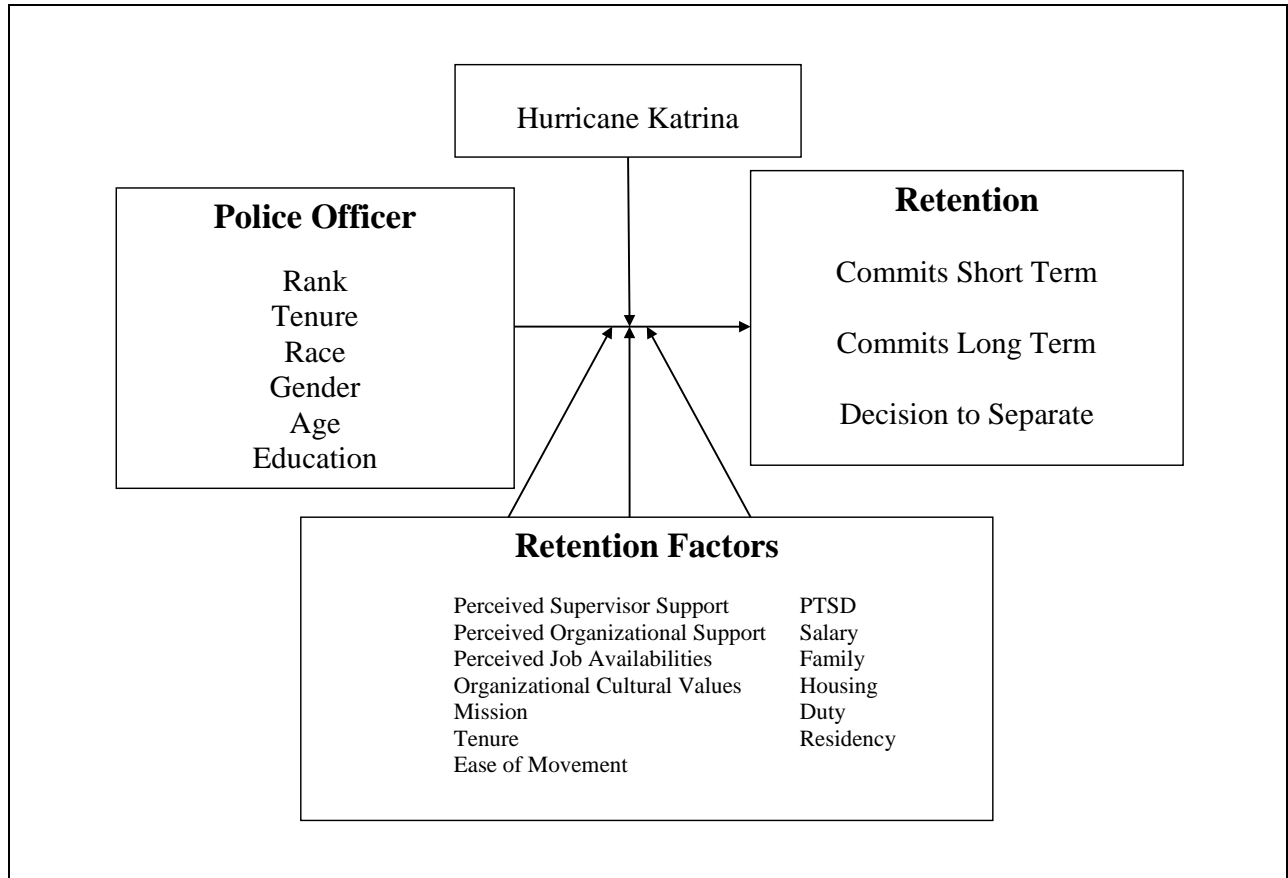 Hurricane Katrina
Police Officer
Rank
Tenure
Race
Gender
Age
Education
Retention
Commits Short Term
Commits Long Term
Decision to Separate
Retention Factors
Perceived Supervisor Support
Perceived Organizational Support
Perceived Job Availabilities
Organizational Cultural Values
Mission
Tenure
Ease of Movement
PTSD
Salary
Family
Housing
Duty
Residency